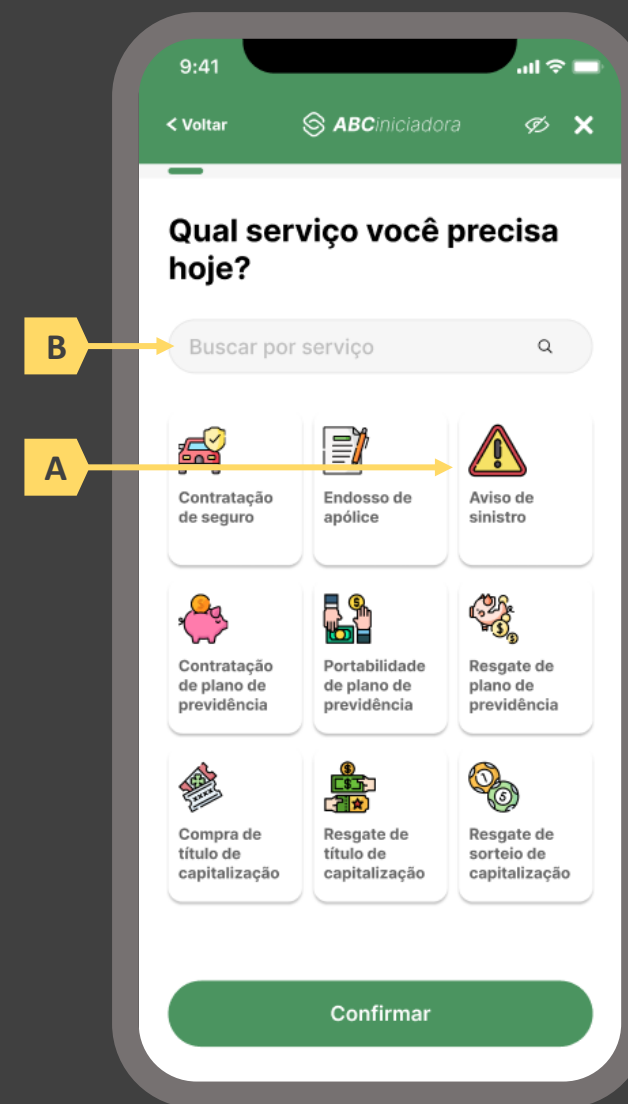 9:41
< Voltar
ABCiniciadora
Qual serviço você precisa
hoje?
B
Buscar por serviço
A
Contratação
de seguro
Endosso de
apólice
Aviso de
sinistro
Contratação
de plano de
previdência
Portabilidade
de plano de
previdência
Resgate de
plano de
previdência
Compra de
título de
capitalização
Resgate de
título de
capitalização
Resgate de
sorteio de
capitalização
Confirmar